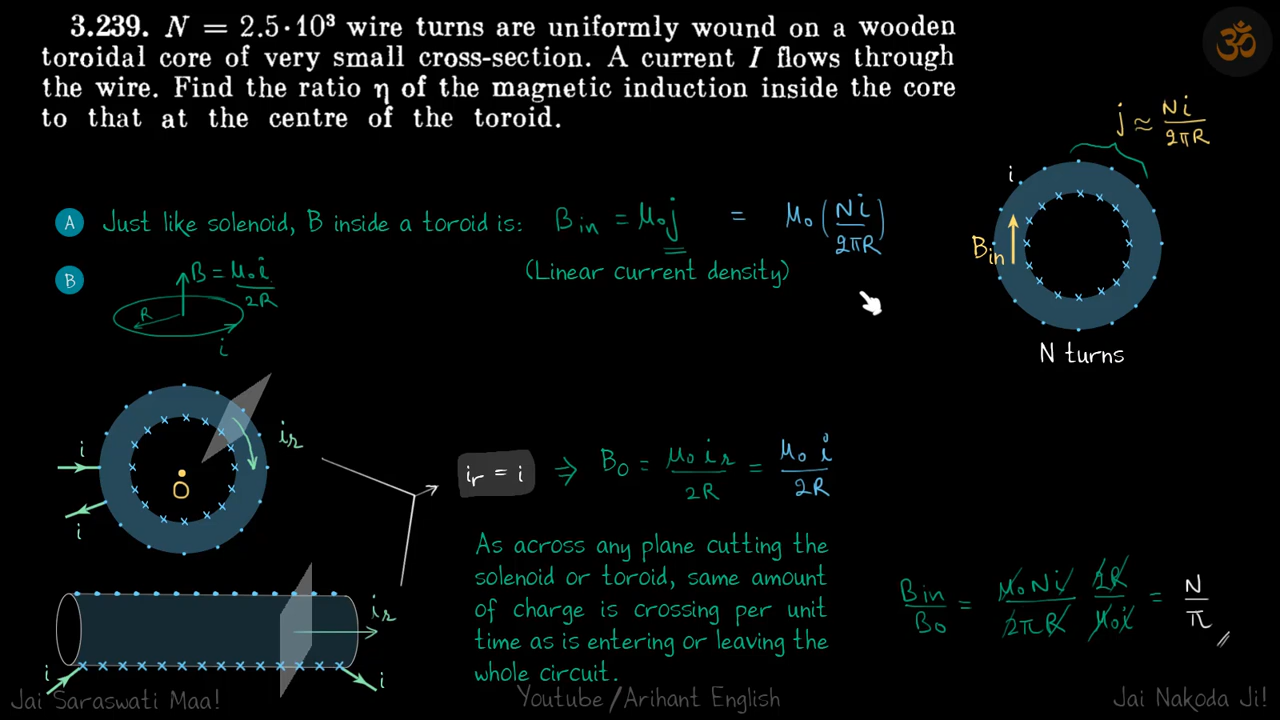 3.239. N = 2.5·10³ wire turns are uniformly wound on a wooden
toroidal core of very small cross-section. A current I flows through
the wire. Find the ratio η of the magnetic induction inside the core
to that at the centre of the toroid.
ॐ
j ≈ Ni/2πR
i
B_in
N turns
A Just like solenoid, B inside a toroid is: B_in = μ₀j = μ₀(Ni/2πR)
(Linear current density)
B
B = μ₀i/2R
R
i
i
i
O
i_r
i_r = i ⇒ B₀ = μ₀i_r/2R = μ₀i/2R
As across any plane cutting the
solenoid or toroid, same amount
of charge is crossing per unit
time as is entering or leaving the
whole circuit.
i_r
i
i
B_in/B₀ = μ₀Ni/2πR 2R/μ₀i = N/π
Jai Saraswati Maa!
Youtube/Arihant English
Jai Nakoda Ji!